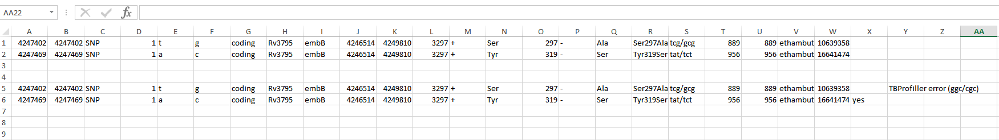 AA22 fx
A B C D E F G H I J K L M N O P Q R S T U V W X Y Z AA
1 4247402 4247402 SNP 1 t g coding Rv3795 embB 4246514 4249810 3297 + Ser 297 - Ala Ser297Ala tcg/gcg 889 889 ethambut 10639358
2 4247469 4247469 SNP 1 a c coding Rv3795 embB 4246514 4249810 3297 + Tyr 319 - Ser Tyr319Ser tat/tct 956 956 ethambut 16641474
3
4
5 4247402 4247402 SNP 1 t g coding Rv3795 embB 4246514 4249810 3297 + Ser 297 - Ala Ser297Ala tcg/gcg 889 889 ethambut 10639358 TBProfiller error (ggc/cgc)
6 4247469 4247469 SNP 1 a c coding Rv3795 embB 4246514 4249810 3297 + Tyr 319 - Ser Tyr319Ser tat/tct 956 956 ethambut 16641474 yes
7
8
9